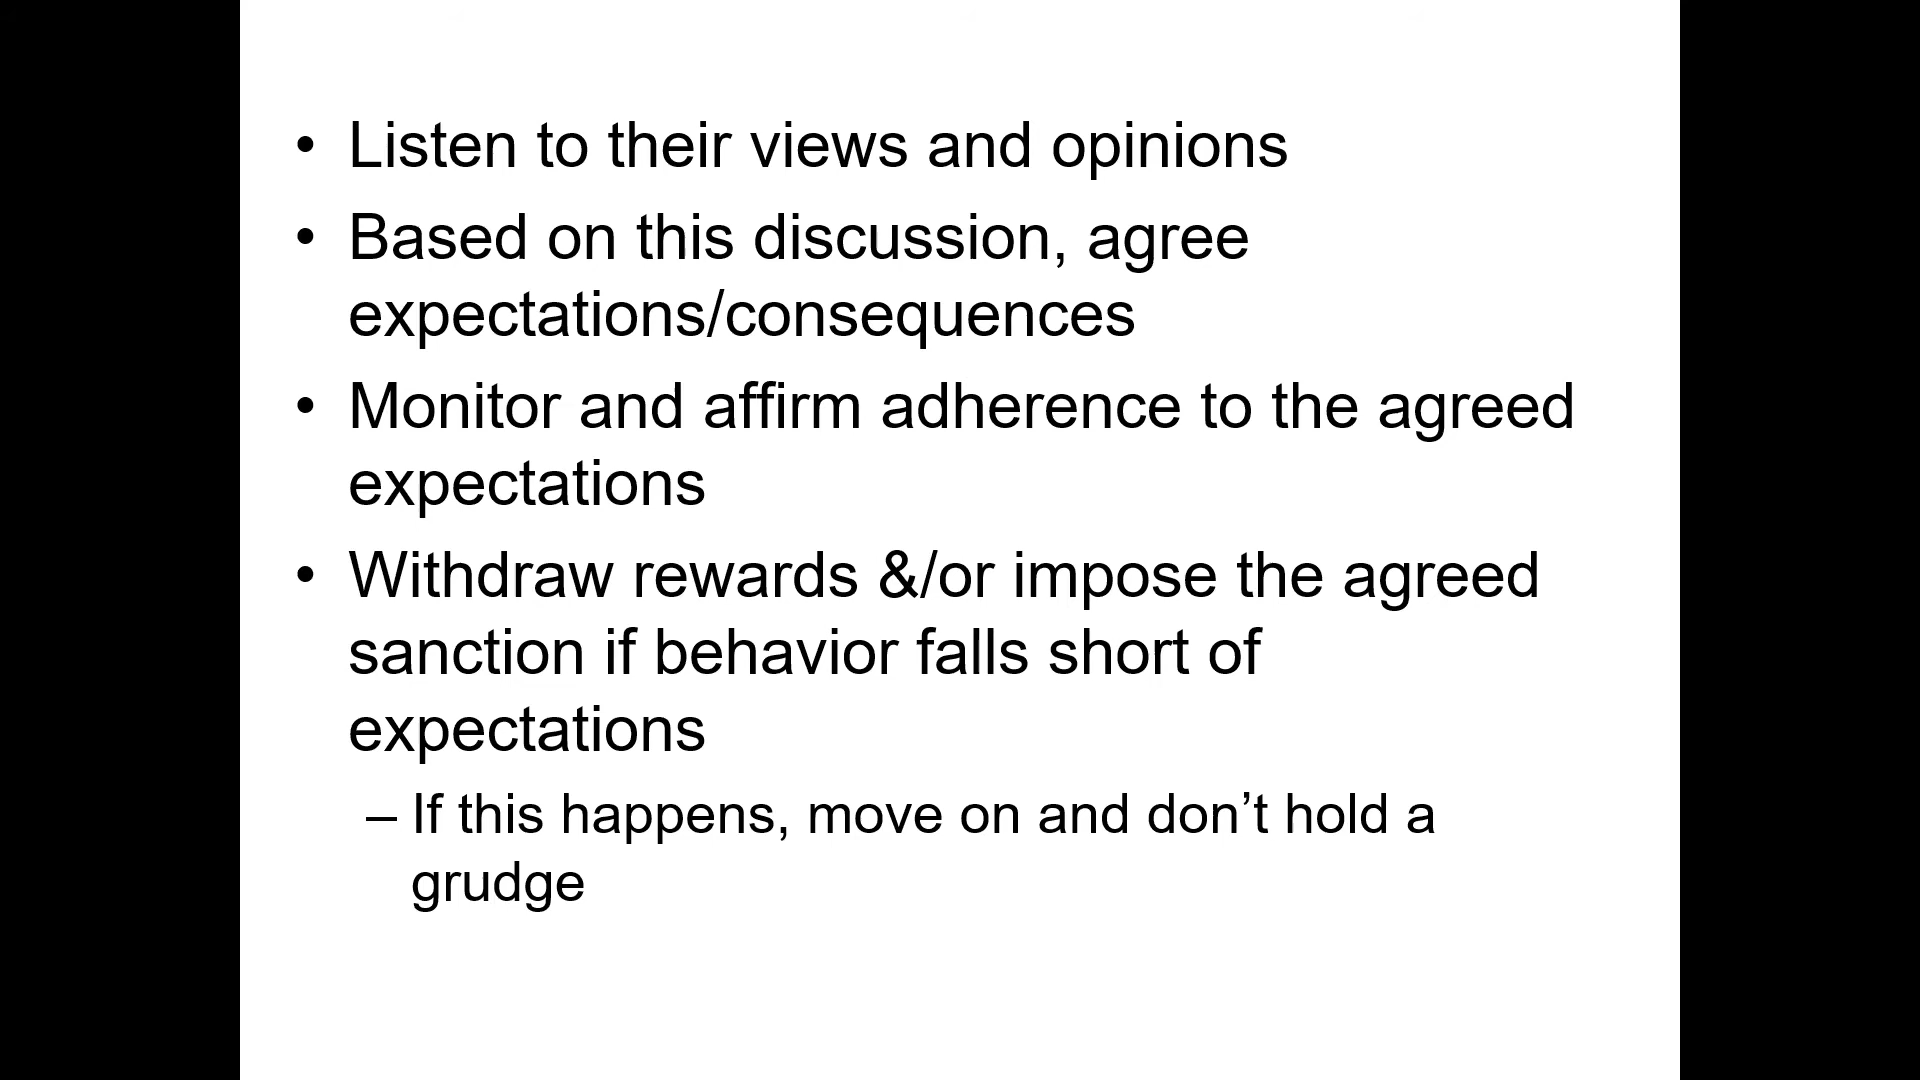 • Listen to their views and opinions
• Based on this discussion, agree
expectations/consequences
• Monitor and affirm adherence to the agreed
expectations
• Withdraw rewards &/or impose the agreed
sanction if behavior falls short of
expectations
– If this happens, move on and don’t hold a
grudge